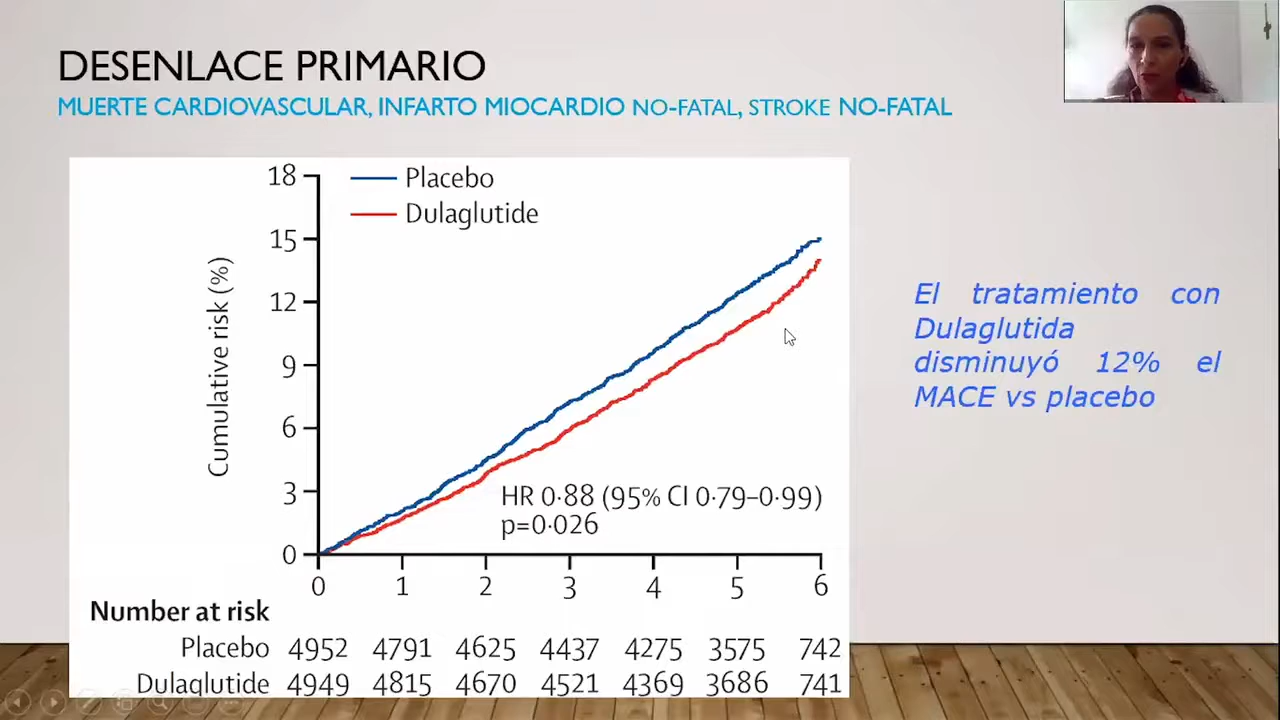 DESENLACE PRIMARIO
MUERTE CARDIOVASCULAR, INFARTO MIOCARDIO NO-FATAL, STROKE NO-FATAL
18
Placebo
Dulaglutide
15
12
9
6
3
0
Cumulative risk (%)
HR 0·88 (95% CI 0·79–0·99)
p=0·026
0 1 2 3 4 5 6
Number at risk
Placebo 4952 4791 4625 4437 4275 3575 742
Dulaglutide 4949 4815 4670 4521 4369 3686 741
El tratamiento con
Dulaglutida
disminuyó 12% el
MACE vs placebo